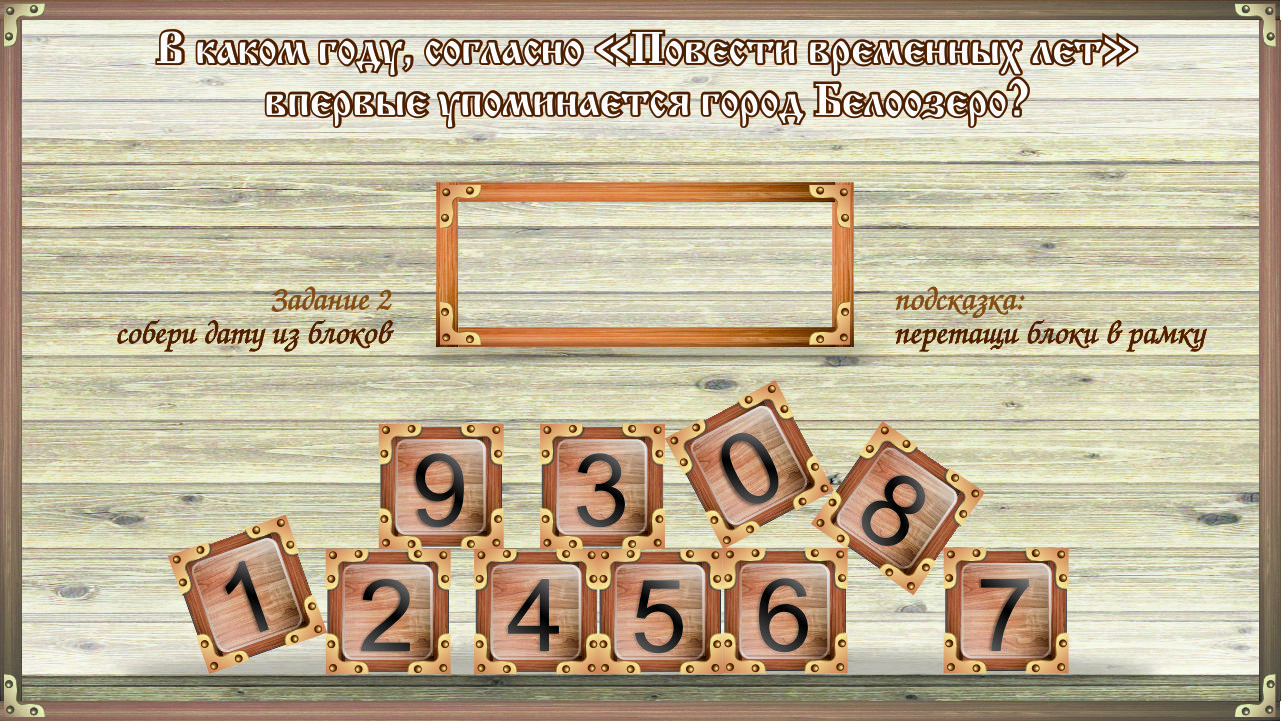 В каком году, согласно «Повести временных лет»
впервые упоминается город Белоозеро?
Задание 2
собери дату из блоков
подсказка:
перетащи блоки в рамку
9 3 0 8
1 2 4 5 6 7